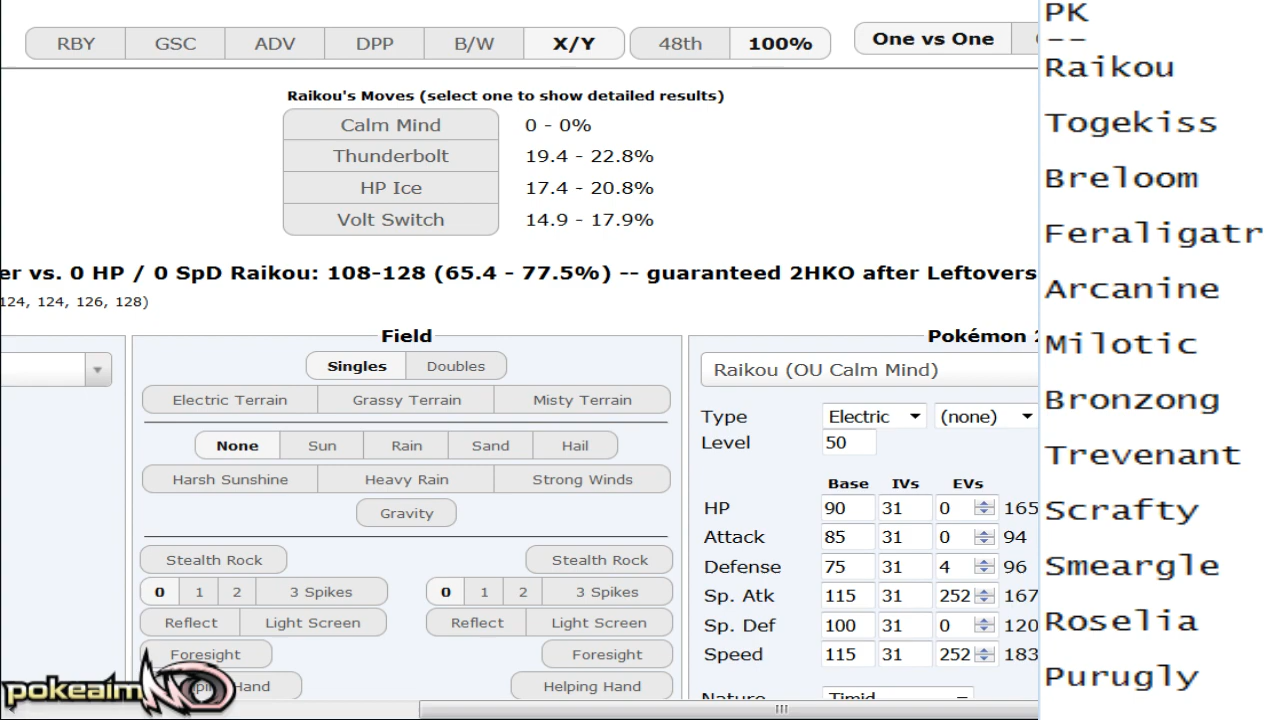 RBY GSC ADV DPP B/W X/Y 48th 100% One vs One
Raikou's Moves (select one to show detailed results)
Calm Mind 0 - 0%
Thunderbolt 19.4 - 22.8%
HP Ice 17.4 - 20.8%
Volt Switch 14.9 - 17.9%
er vs. 0 HP / 0 SpD Raikou: 108-128 (65.4 - 77.5%) -- guaranteed 2HKO after Leftovers
124, 124, 126, 128)
Field
Singles Doubles
Electric Terrain Grassy Terrain Misty Terrain
None Sun Rain Sand Hail
Harsh Sunshine Heavy Rain Strong Winds
Gravity
Stealth Rock Stealth Rock
0 1 2 3 Spikes 0 1 2 3 Spikes
Reflect Light Screen Reflect Light Screen
Foresight Foresight
Hand Helping Hand
pokeaimMD
Pokémon 2
Raikou (OU Calm Mind)
Type Electric (none)
Level 50
Base IVs EVs
HP 90 31 0 165
Attack 85 31 0 94
Defense 75 31 4 96
Sp. Atk 115 31 252 167
Sp. Def 100 31 0 120
Speed 115 31 252 183
Nature Timid
PK
--
Raikou
Togekiss
Breloom
Feraligatr
Arcanine
Milotic
Bronzong
Trevenant
Scrafty
Smeargle
Roselia
Purugly